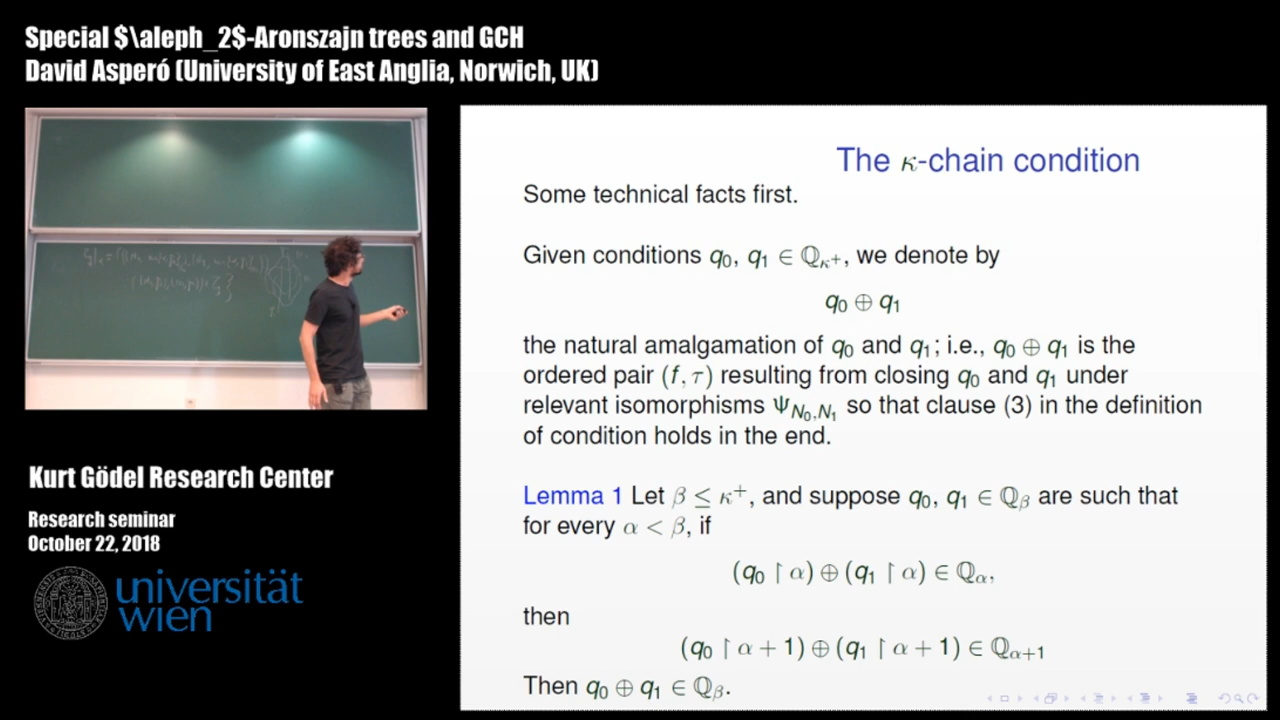 Special $\aleph_2$-Aronszajn trees and GCH
David Asperó (University of East Anglia, Norwich, UK)
The κ-chain condition
Some technical facts first.
Given conditions q₀, q₁ ∈ ℚ_{κ⁺}, we denote by
q₀ ⊕ q₁
the natural amalgamation of q₀ and q₁; i.e., q₀ ⊕ q₁ is the
ordered pair (f, τ) resulting from closing q₀ and q₁ under
relevant isomorphisms Ψ_{N₀,N₁} so that clause (3) in the definition
of condition holds in the end.
Lemma 1 Let β ≤ κ⁺, and suppose q₀, q₁ ∈ ℚ_β are such that
for every α < β, if
(q₀ ↾ α) ⊕ (q₁ ↾ α) ∈ ℚ_α,
then
(q₀ ↾ α + 1) ⊕ (q₁ ↾ α + 1) ∈ ℚ_{α+1}
Then q₀ ⊕ q₁ ∈ ℚ_β.
Kurt Gödel Research Center
Research seminar
October 22, 2018
universität
wien